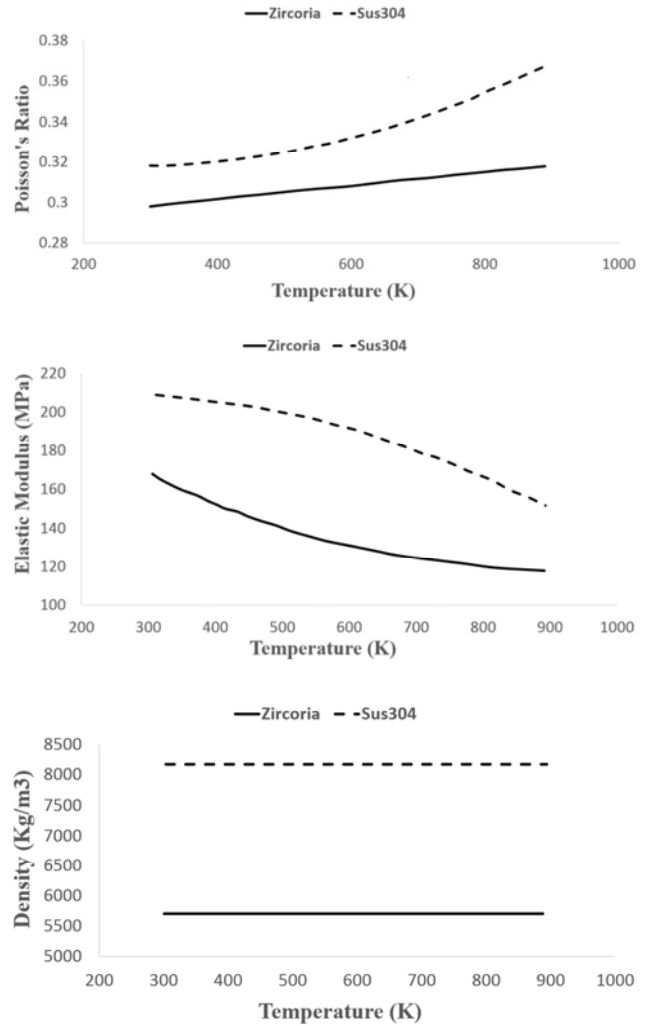 Zircoria Sus304
0.38
0.36
0.34
0.32
0.3
0.28
Poisson's Ratio
200 400 600 800 1000
Temperature (K)
Zircoria Sus304
220
200
180
160
140
120
100
Elastic Modulus (MPa)
200 300 400 500 600 700 800 900 1000
Temperature (K)
Zircoria Sus304
8500
8000
7500
7000
6500
6000
5500
5000
Density (Kg/m3)
200 300 400 500 600 700 800 900 1000
Temperature (K)